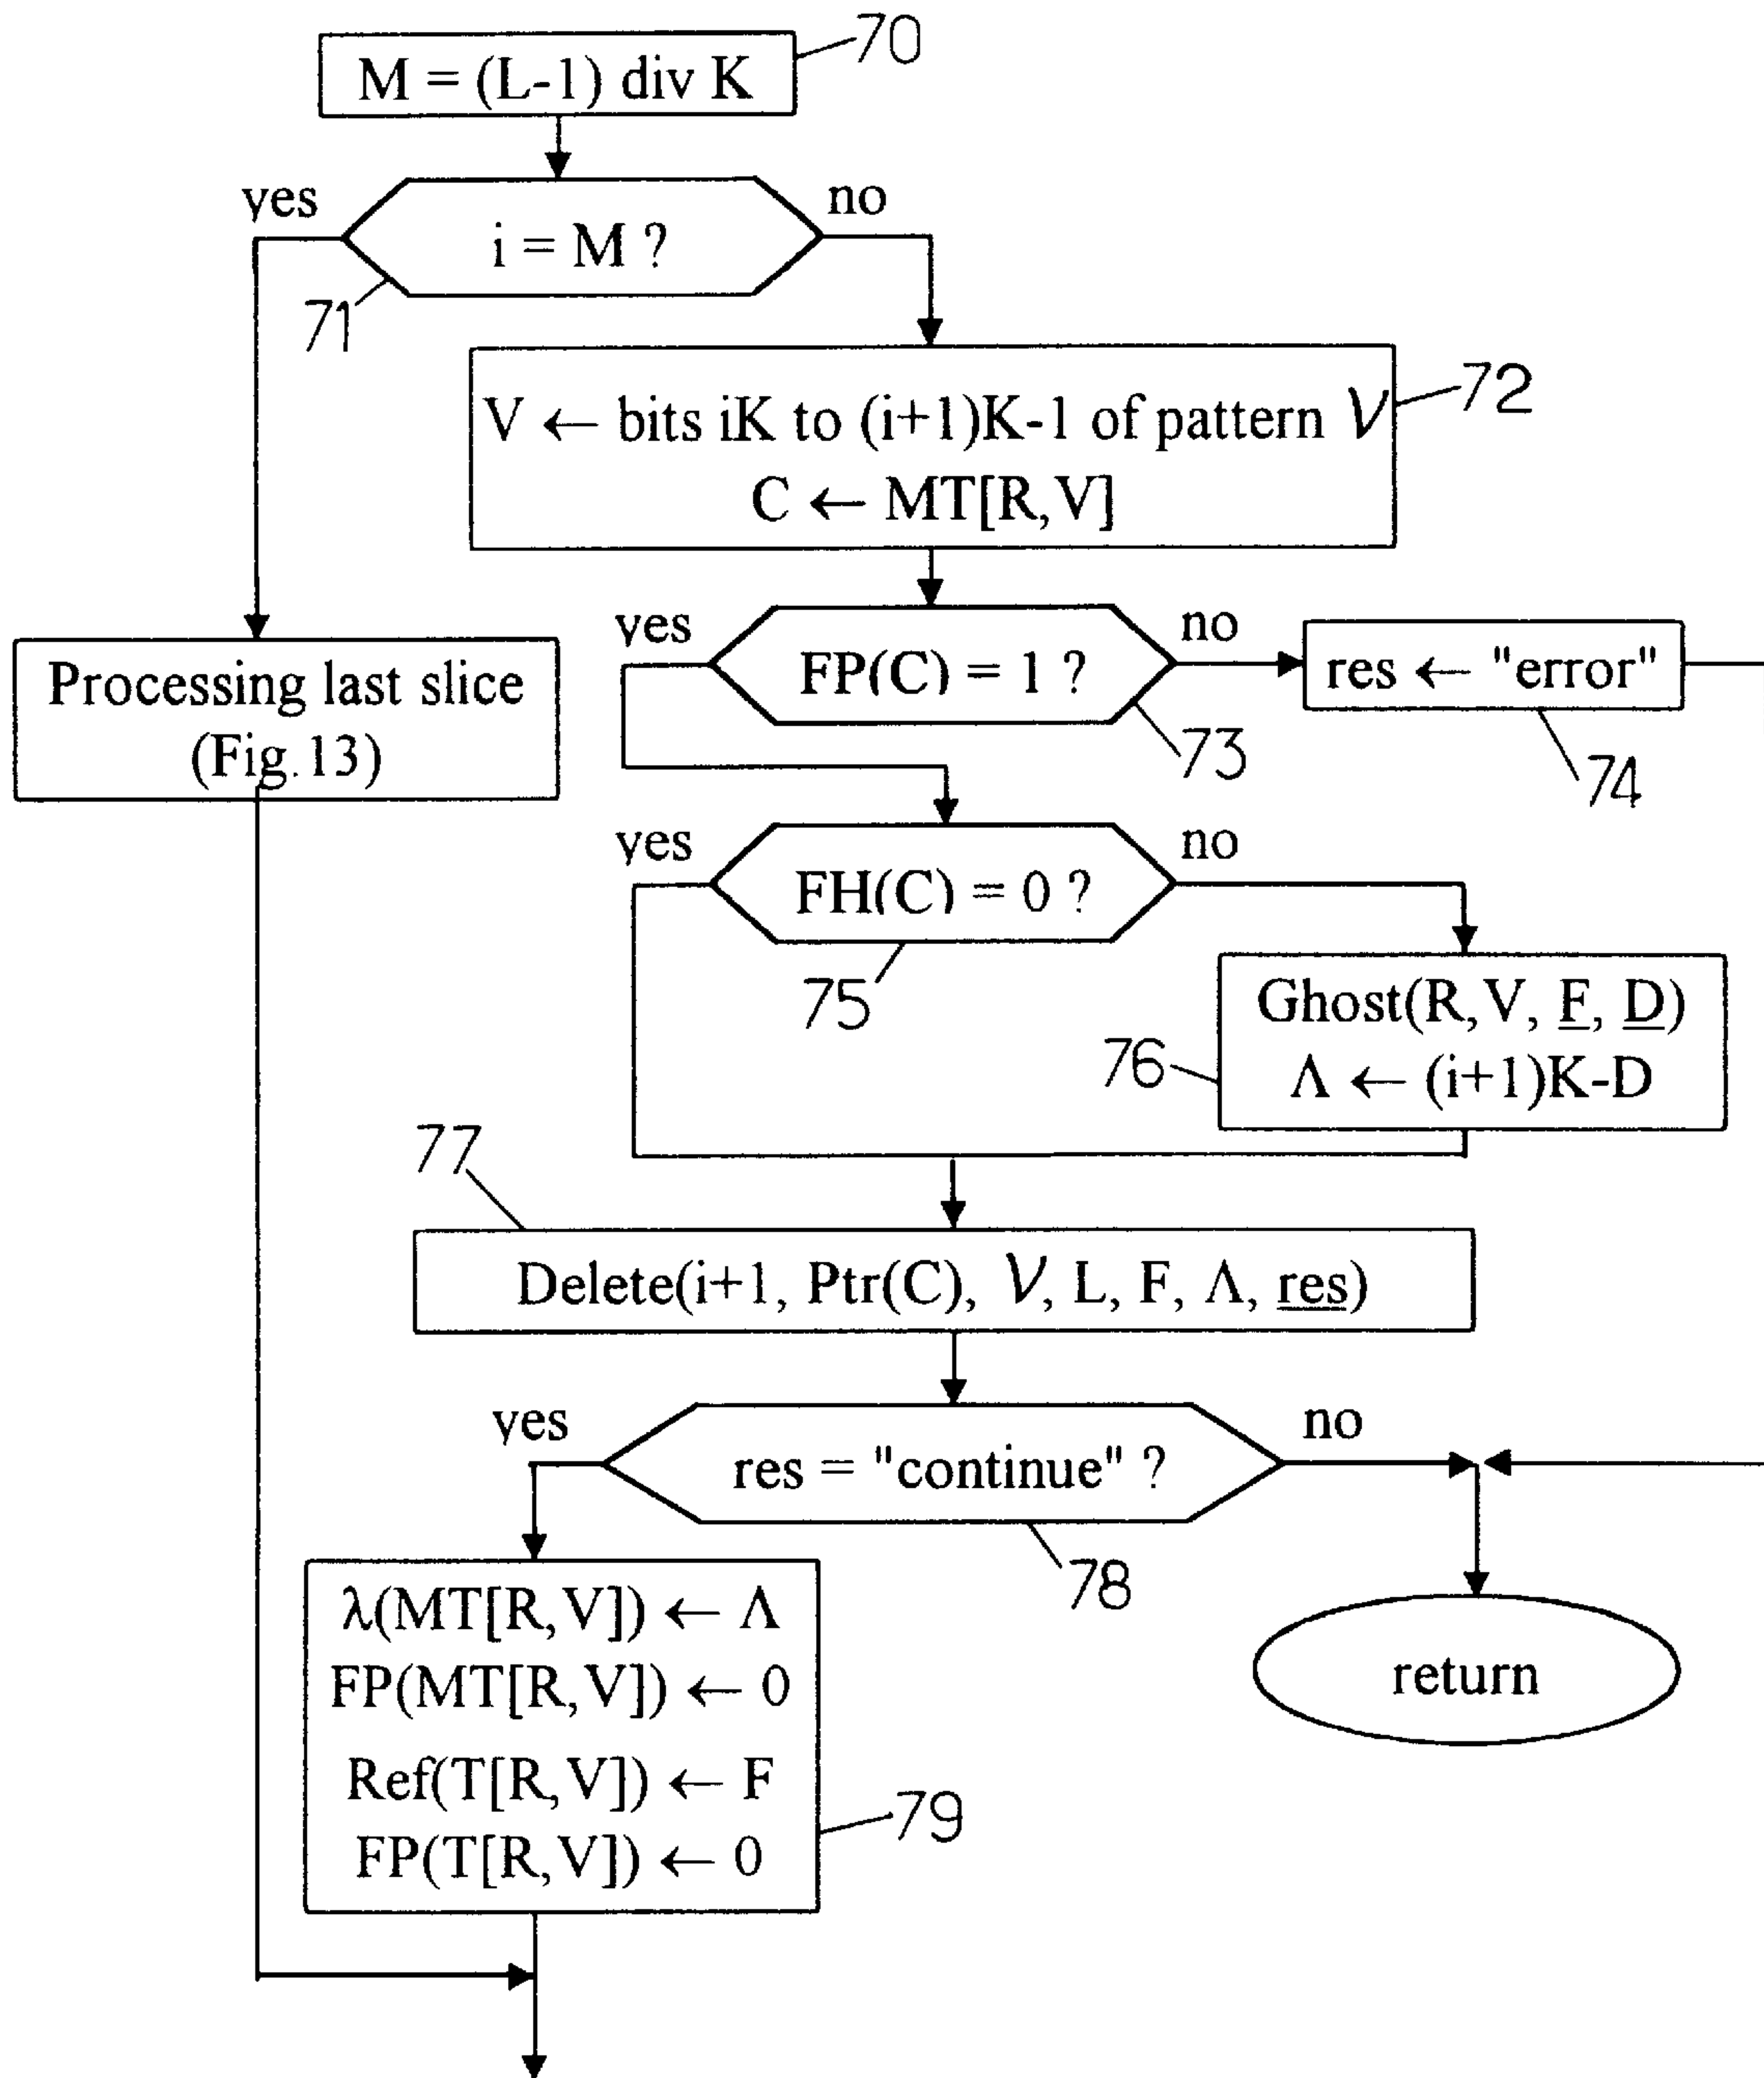 70
M = (L-1) div K
yes
no
i = M ?
71
72
V ← bits iK to (i+1)K-1 of pattern 𝒱
C ← MT[R,V]
yes
no
FP(C) = 1 ?
res ← "error"
Processing last slice
(Fig.13)
73
74
yes
no
FH(C) = 0 ?
75
Ghost(R,V, F, D)
76
Λ ← (i+1)K-D
77
Delete(i+1, Ptr(C), 𝒱, L, F, Λ, res)
yes
no
res = "continue" ?
78
λ(MT[R,V]) ← Λ
FP(MT[R,V]) ← 0
Ref(T[R,V]) ← F
FP(T[R,V]) ← 0
79
return